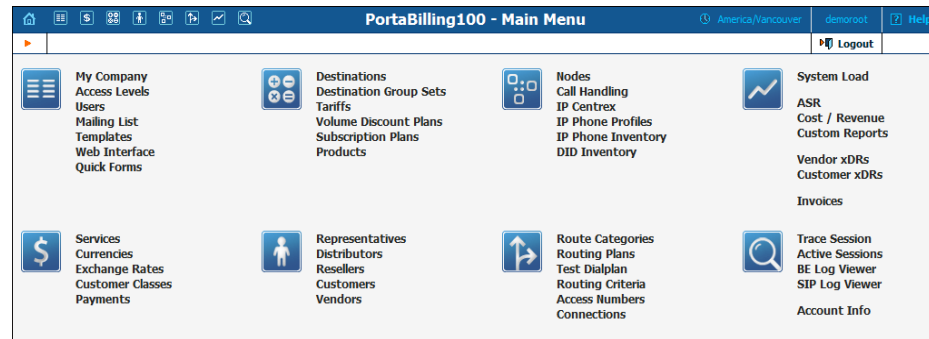 PortaBilling100 - Main Menu
America/Vancouver
demoroot
? Help
Logout
My Company
Access Levels
Users
Mailing List
Templates
Web Interface
Quick Forms
Destinations
Destination Group Sets
Tariffs
Volume Discount Plans
Subscription Plans
Products
Nodes
Call Handling
IP Centrex
IP Phone Profiles
IP Phone Inventory
DID Inventory
System Load
ASR
Cost / Revenue
Custom Reports
Vendor xDRs
Customer xDRs
Invoices
$
Services
Currencies
Exchange Rates
Customer Classes
Payments
Representatives
Distributors
Resellers
Customers
Vendors
Route Categories
Routing Plans
Test Dialplan
Routing Criteria
Access Numbers
Connections
Trace Session
Active Sessions
BE Log Viewer
SIP Log Viewer
Account Info